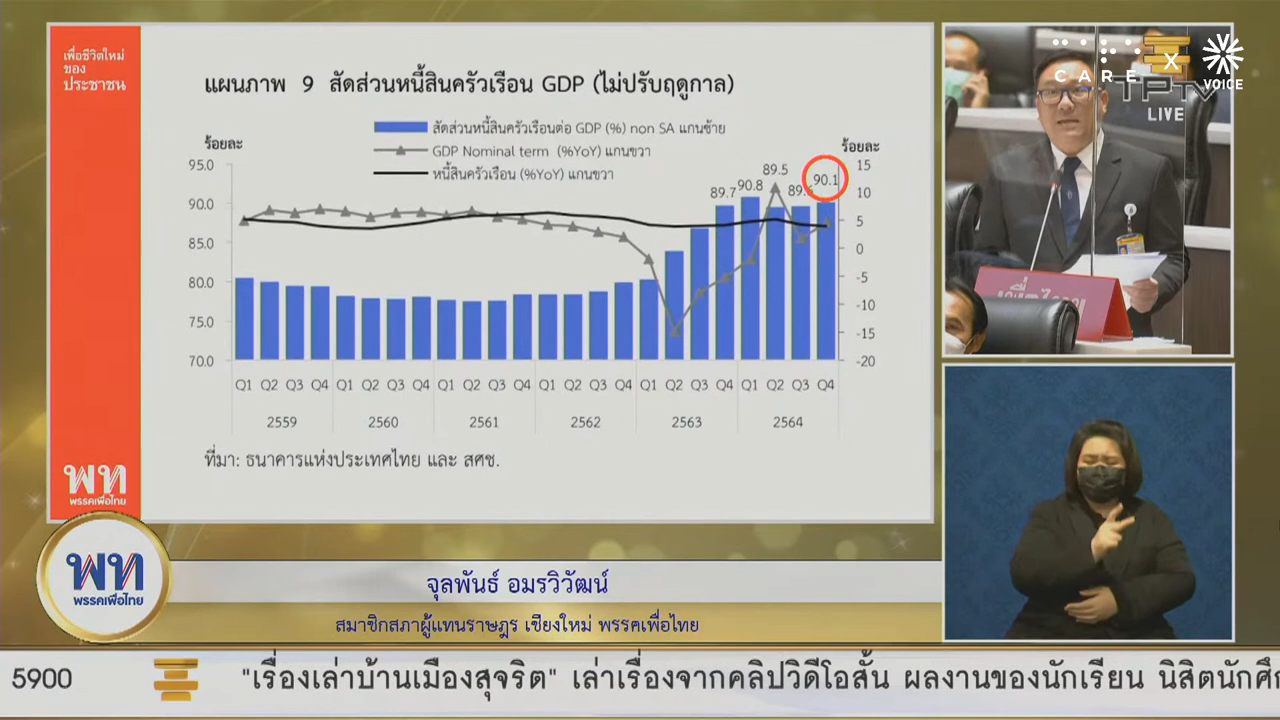 เพื่อชีวิตใหม่
ของ
ประชาชน
แผนภาพ 9 สัดส่วนหนี้สินครัวเรือน GDP (ไม่ปรับฤดูกาล)
ร้อยละ
สัดส่วนหนี้สินครัวเรือนต่อ GDP (%) non SA แกนซ้าย
GDP Nominal term (%YoY) แกนขวา
หนี้สินครัวเรือน (%YoY) แกนขวา
ร้อยละ
95.0
90.0
85.0
80.0
75.0
70.0
89.7
90.8
89.5
90.1
15
10
5
0
-5
-10
-15
-20
Q1 Q2 Q3 Q4 Q1 Q2 Q3 Q4 Q1 Q2 Q3 Q4 Q1 Q2 Q3 Q4 Q1 Q2 Q3 Q4 Q1 Q2 Q3 Q4
2559 2560 2561 2562 2563 2564
ที่มา: ธนาคารแห่งประเทศไทย และ สศช.
พท
พรรคเพื่อไทย
CARE X VOICE
TPTV
LIVE
เพื่อไทย
พท
พรรคเพื่อไทย
จุลพันธ์ อมรวิวัฒน์
สมาชิกสภาผู้แทนราษฎร เชียงใหม่ พรรคเพื่อไทย
5900 "เรื่องเล่าบ้านเมืองสุจริต" เล่าเรื่องจากคลิปวิดีโอสั้น ผลงานของนักเรียน นิสิตนักศึก